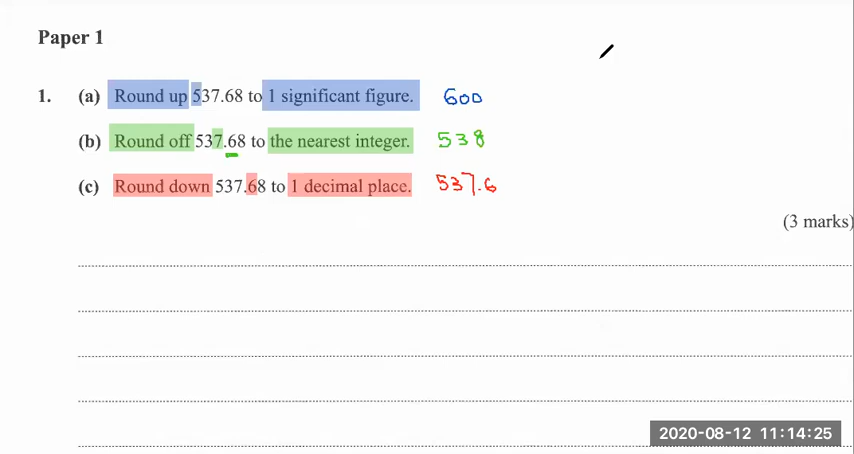 Paper 1
1. (a) Round up 537.68 to 1 significant figure. 600
(b) Round off 537.68 to the nearest integer. 538
(c) Round down 537.68 to 1 decimal place. 537.6
(3 marks)
2020-08-12 11:14:25